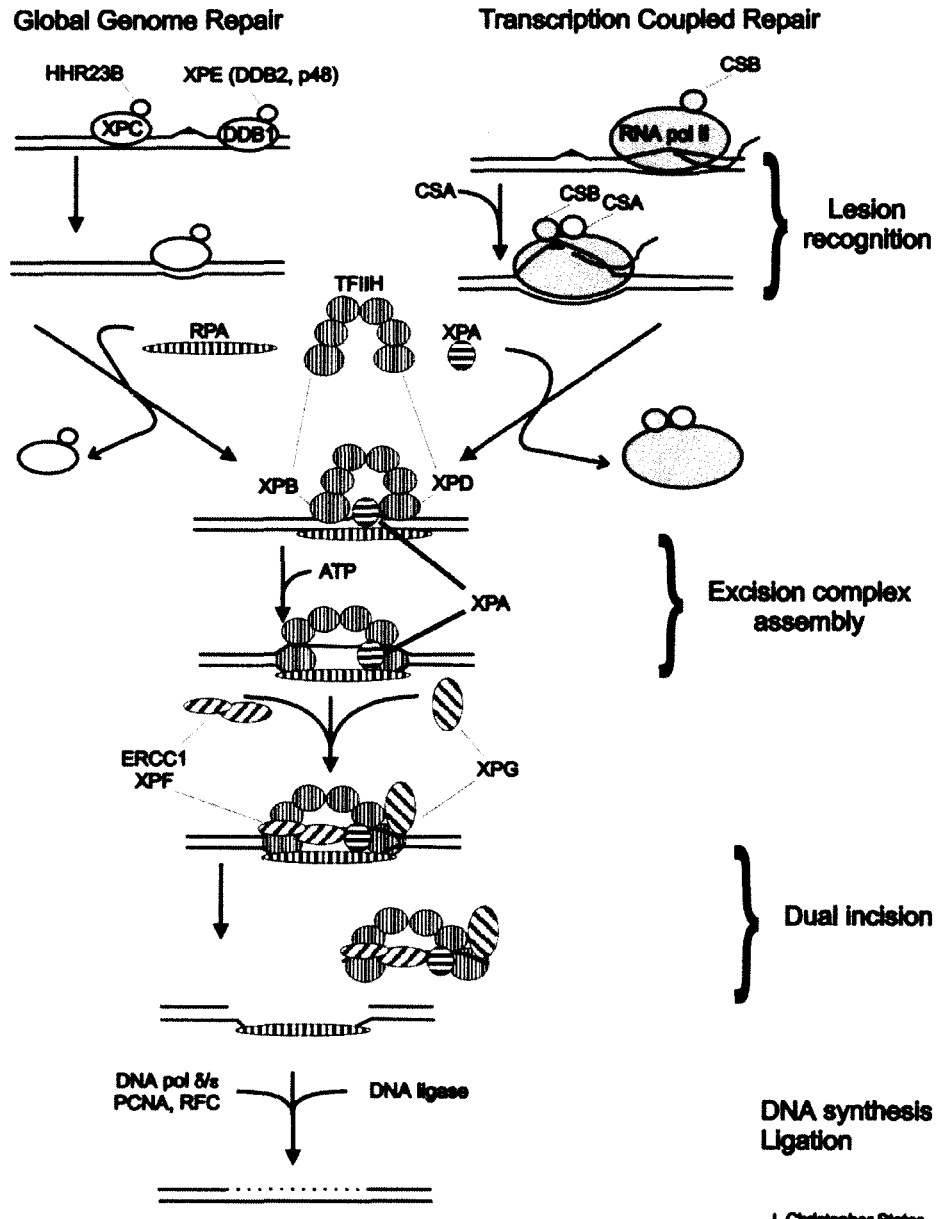 Global Genome Repair
Transcription Coupled Repair
HHR23B
XPE (DDB2, p48)
CSB
XPC
DDB1
RNA pol II
CSA
CSB
CSA
Lesion
recognition
TFIIH
RPA
XPA
XPB
XPD
ATP
XPA
Excision complex
assembly
ERCC1
XPF
XPG
Dual incision
DNA pol δ/ε
PCNA, RFC
DNA ligase
DNA synthesis
Ligation
J. Christopher States